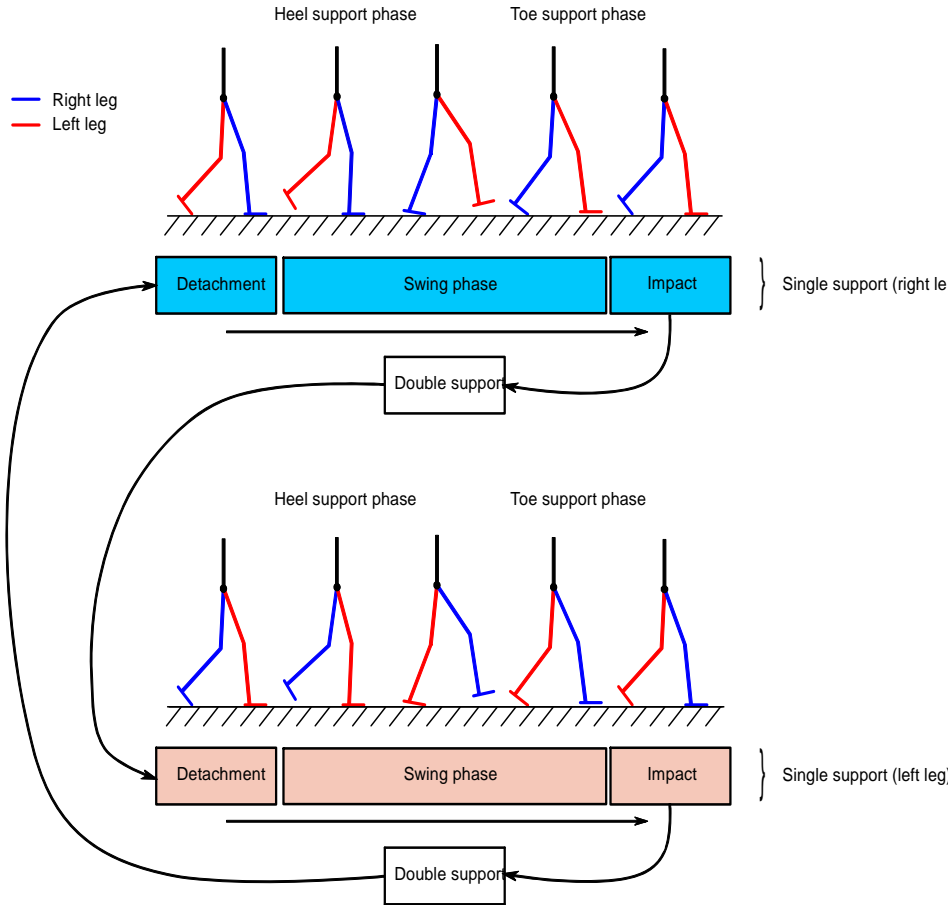 Heel support phase Toe support phase
Right leg
Left leg
Detachment Swing phase Impact Single support (right le
Double support
Heel support phase Toe support phase
Detachment Swing phase Impact Single support (left leg)
Double support